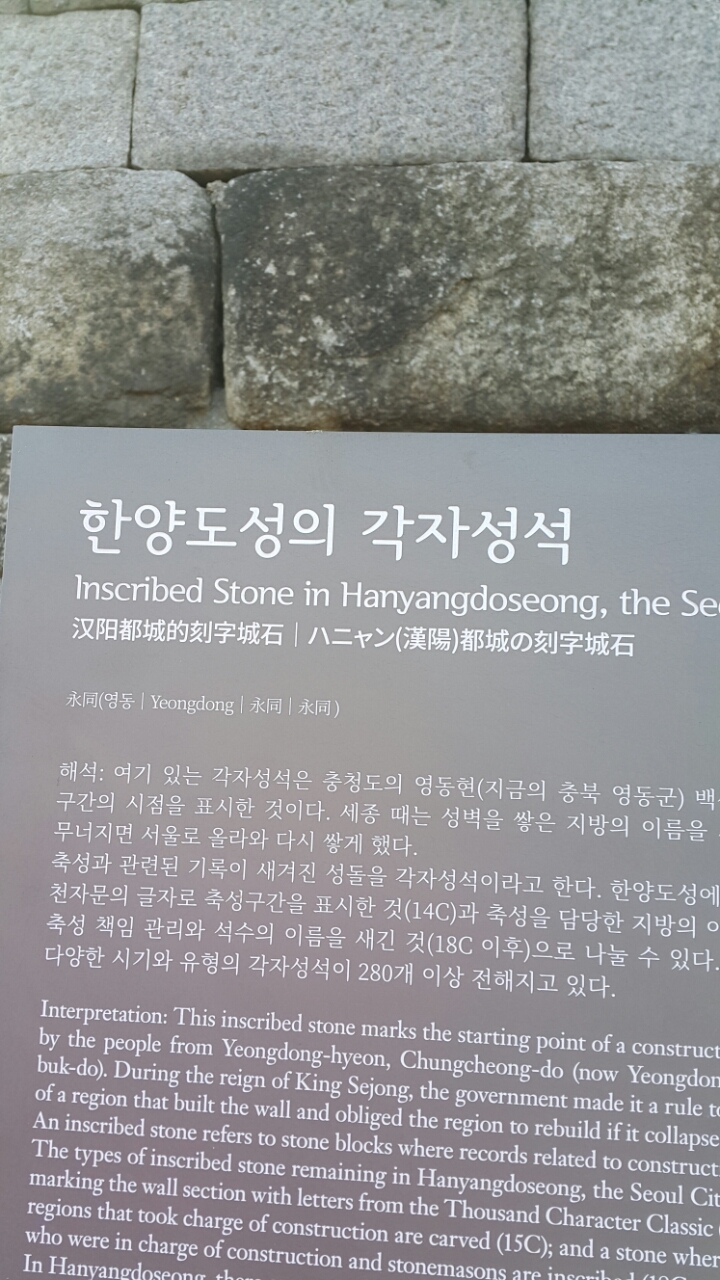 한양도성의 각자성석
Inscribed Stone in Hanyangdoseong, the
汉阳都城的刻字城石 | ハニャン(漢陽)都城の刻字城石
永同(영동 | Yeongdong | 永同 | 永同)
해석: 여기 있는 각자성석은 충청도의 영동현(지금의 충북 영동군)
구간의 시점을 표시한 것이다. 세종 때는 성벽을 쌓은 지방의 이름을
무너지면 서울로 올라와 다시 쌓게 했다.
축성과 관련된 기록이 새겨진 성돌을 각자성석이라고 한다. 한양도성에
천자문의 글자로 축성구간을 표시한 것(14C)과 축성을 담당한 지방의
축성 책임 관리와 석수의 이름을 새긴 것(18C 이후)으로 나눌 수 있다.
다양한 시기와 유형의 각자성석이 280개 이상 전해지고 있다.
Interpretation: This inscribed stone marks the starting point of a construct
by the people from Yeongdong-hyeon, Chungcheong-do (now Yeongdon
buk-do). During the reign of King Sejong, the government made it a rule
of a region that built the wall and obliged the region to rebuild if it collapse
An inscribed stone refers to stone blocks where records related to construct
The types of inscribed stone remaining in Hanyangdoseong, the Seoul Cit
marking the wall section with letters from the Thousand Character Classic
regions that took charge of construction are carved (15C); and a stone wher
who were in charge of construction and stonemasons are inscribed
In Hanyangdoseong,